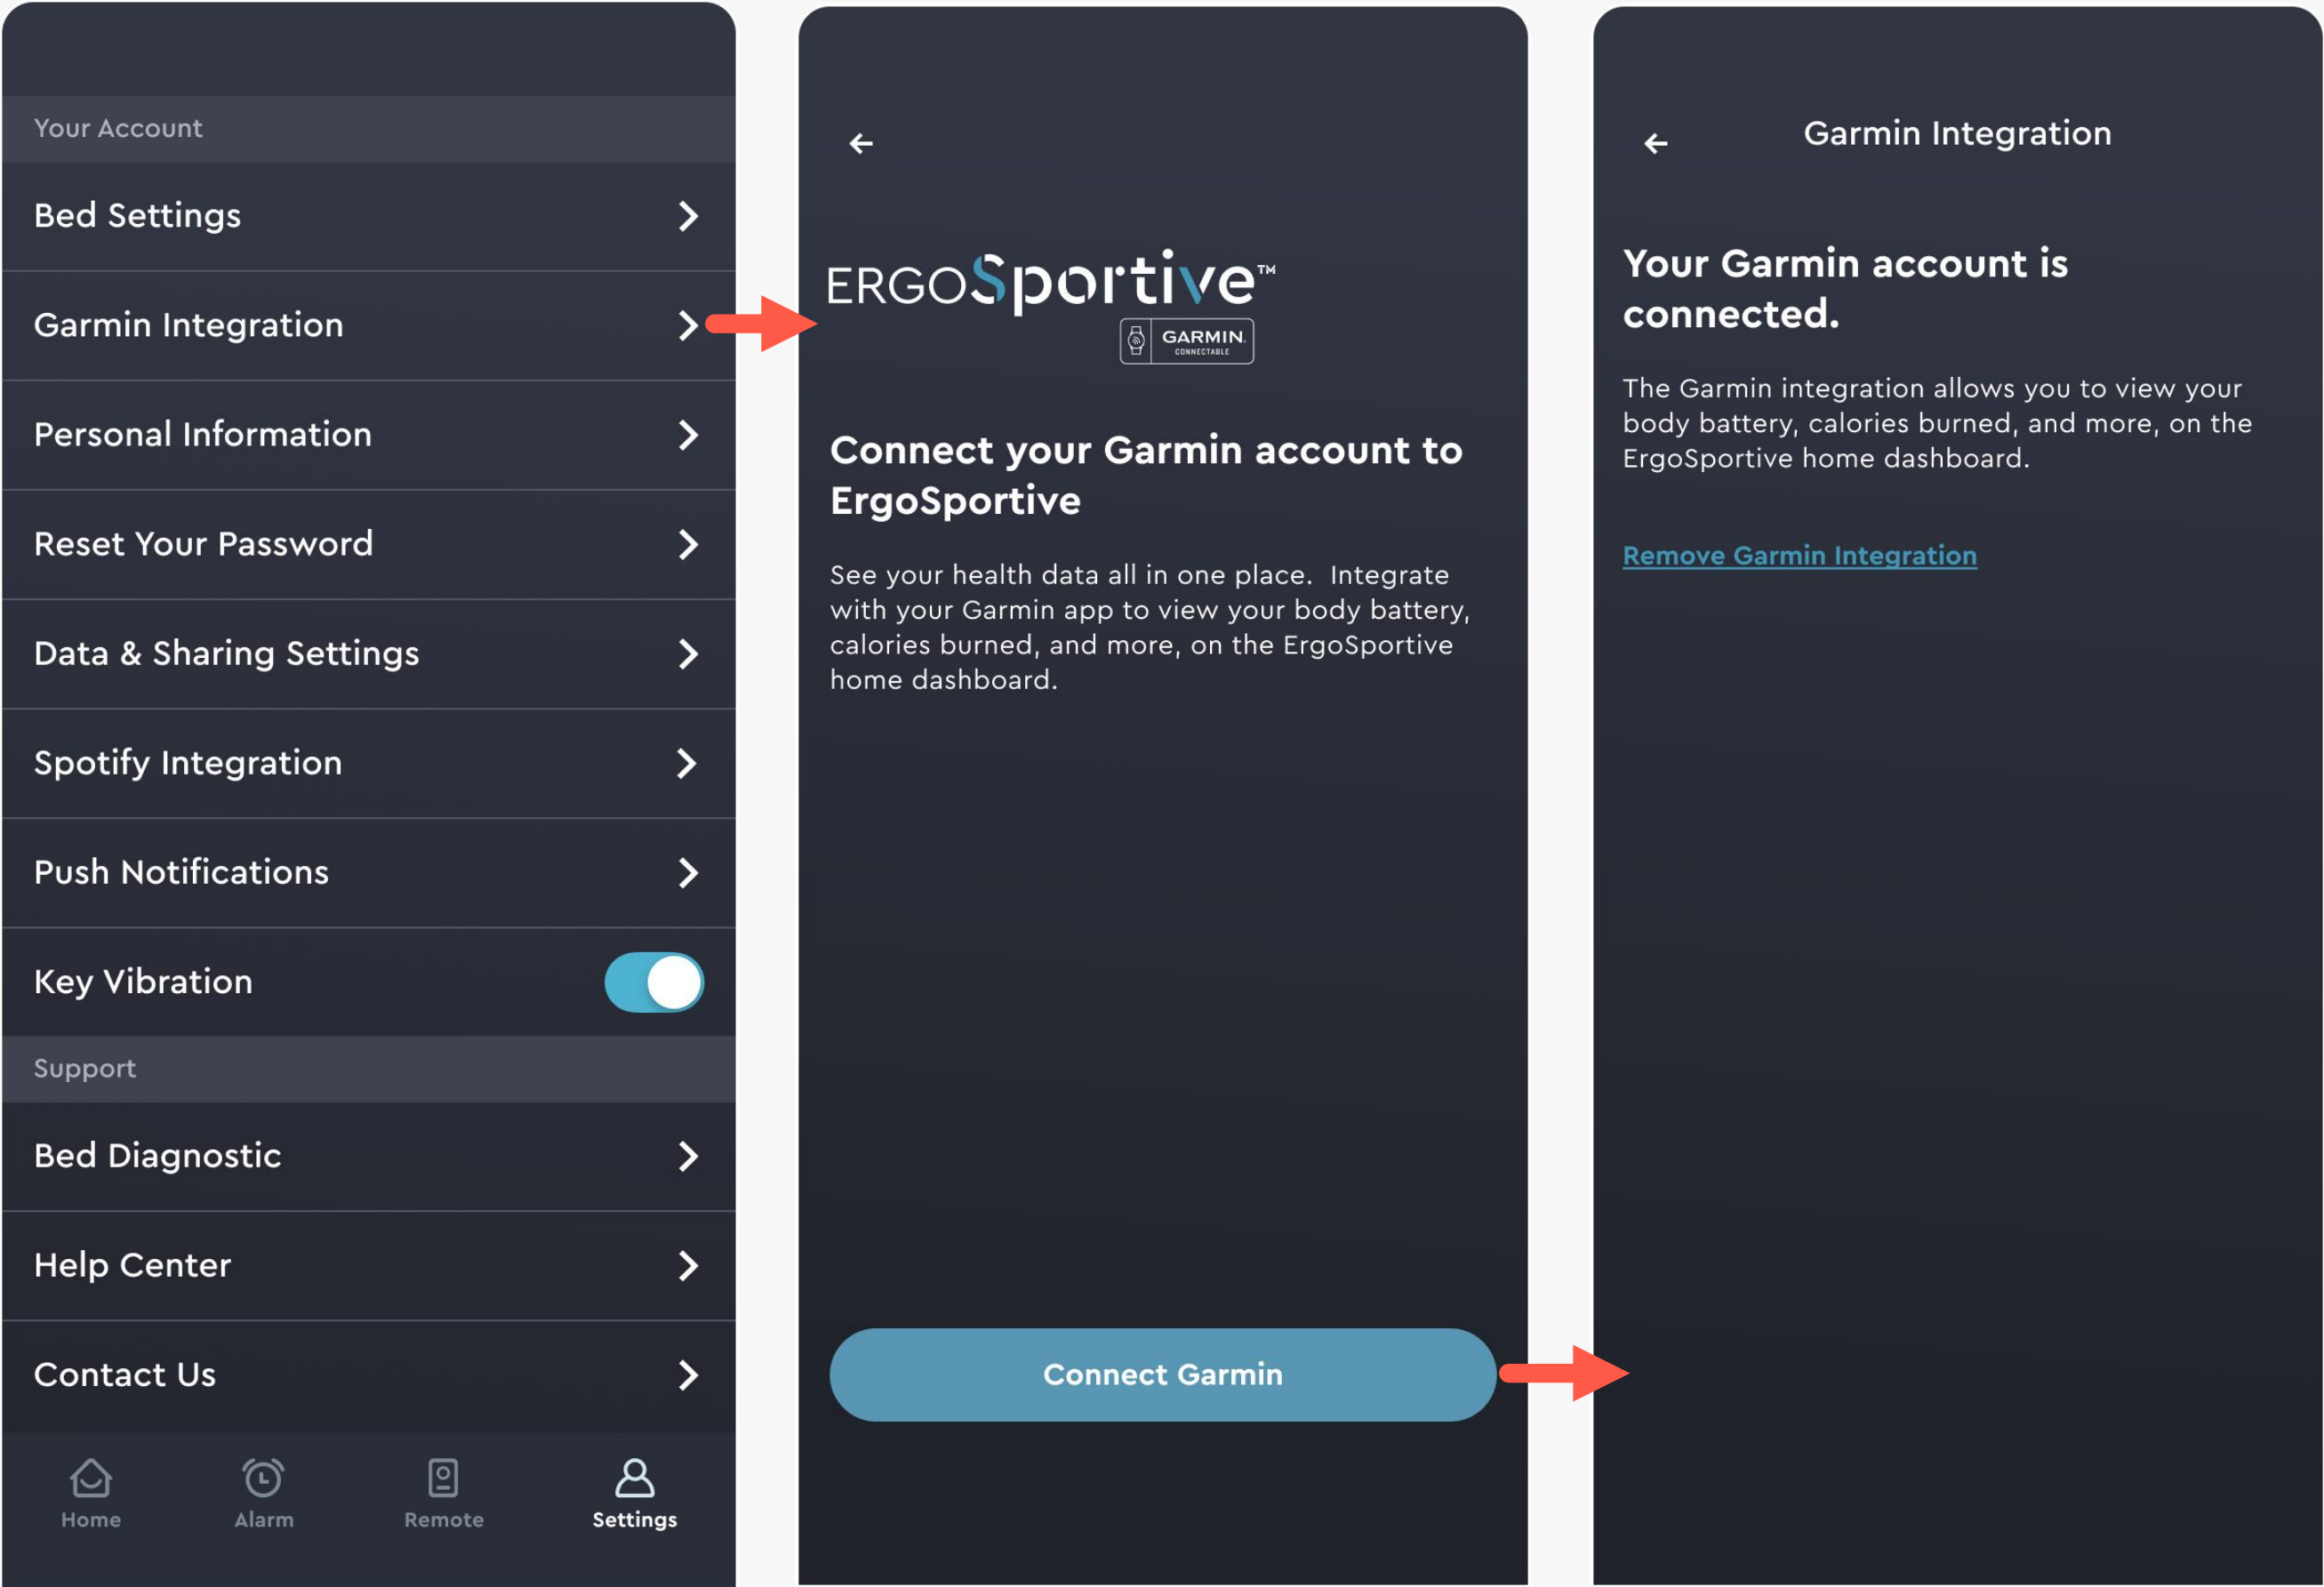 Your Account
Bed Settings
Garmin Integration
Personal Information
Reset Your Password
Data & Sharing Settings
Spotify Integration
Push Notifications
Key Vibration
Support
Bed Diagnostic
Help Center
Contact Us
Home
Alarm
Remote
Settings
ERGOSportive™
GARMIN.
CONNECTABLE
Connect your Garmin account to
ErgoSportive
See your health data all in one place.  Integrate
with your Garmin app to view your body battery,
calories burned, and more, on the ErgoSportive
home dashboard.
Connect Garmin
Garmin Integration
Your Garmin account is
connected.
The Garmin integration allows you to view your
body battery, calories burned, and more, on the
ErgoSportive home dashboard.
Remove Garmin Integration